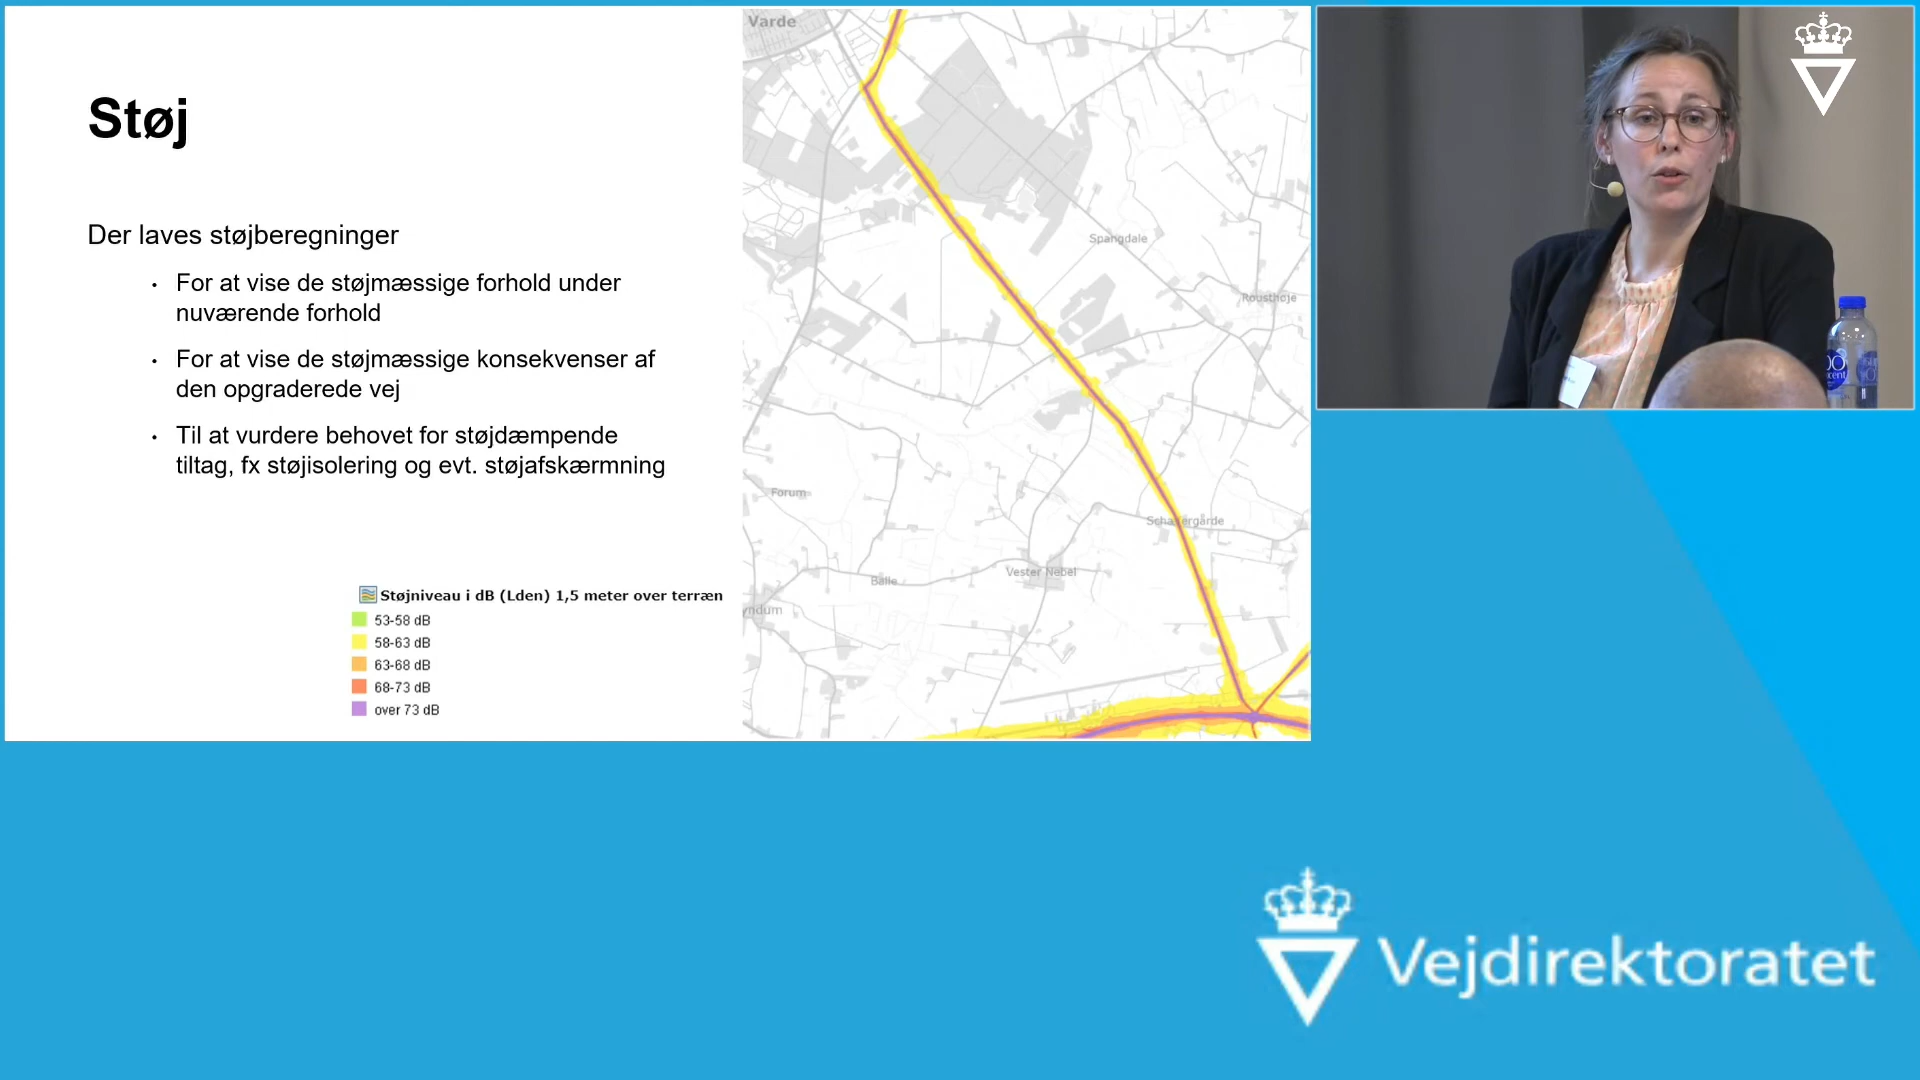 Støj
Der laves støjberegninger
• For at vise de støjmæssige forhold under
nuværende forhold
• For at vise de støjmæssige konsekvenser af
den opgraderede vej
• Til at vurdere behovet for støjdæmpende
tiltag, fx støjisolering og evt. støjafskærmning
Støjniveau i dB (Lden) 1,5 meter over terræn
53-58 dB
58-63 dB
63-68 dB
68-73 dB
over 73 dB
Varde
Spangdale
Rousthøje
Forum
Vester Nebel
Vejdirektoratet